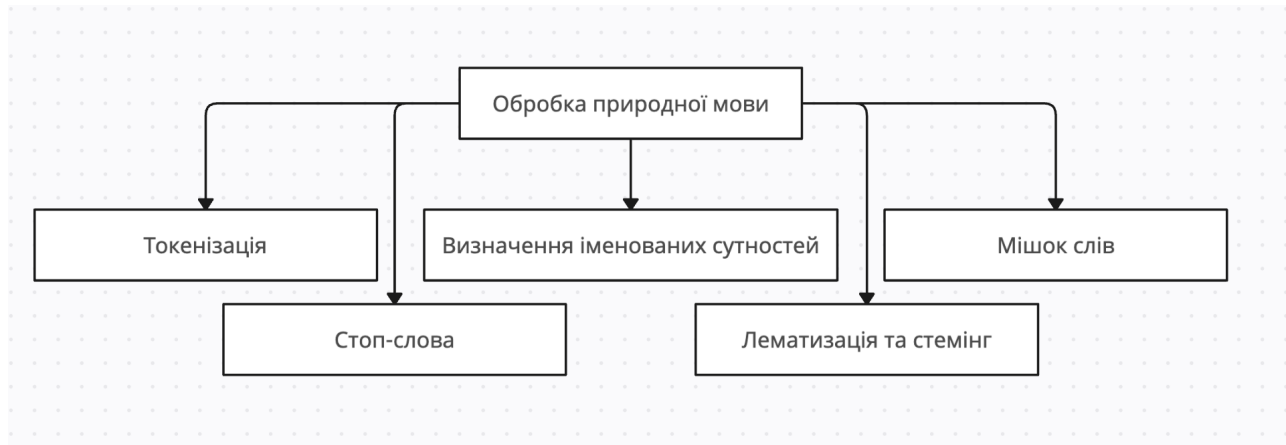 Обробка природної мови
Токенізація
Визначення іменованих сутностей
Мішок слів
Стоп-слова
Лематизація та стемінг